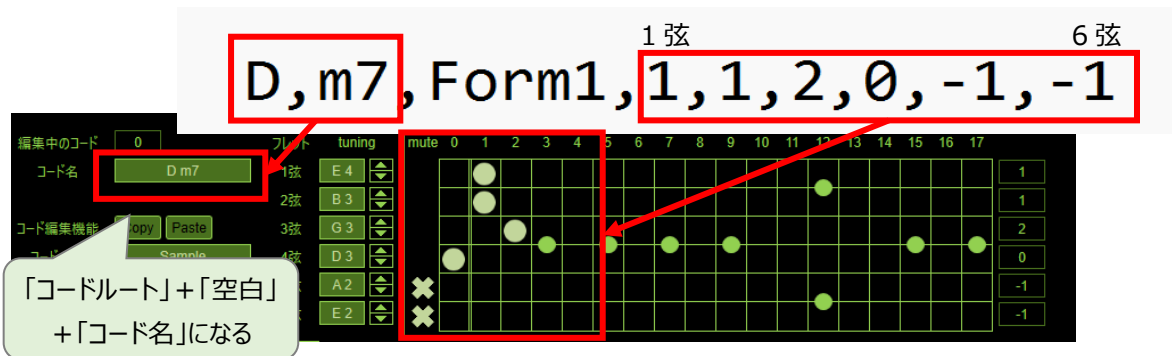 1弦 6弦
D,m7,Form1,1,1,2,0,-1,-1
編集中のコード 0 フレット tuning mute 0 1 2 3 4 5 6 7 8 9 10 11 12 13 14 15 16 17
コード名 D m7 1弦 E 4 1
2弦 B 3 1
コード編集機能 Copy Paste 3弦 G 3 2
Sample 4弦 D 3 0
A 2 -1
E 2 -1
「コードルート」+「空白」
+「コード名」になる